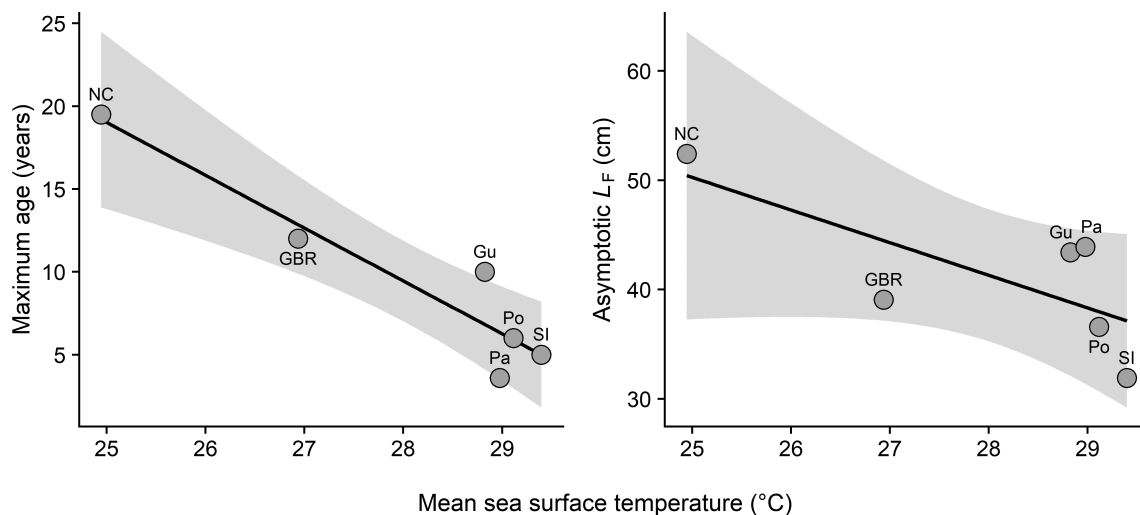 Maximum age (years)
25
20
15
10
5
NC
GBR
Gu
Po
SI
Pa
25 26 27 28 29
Asymptotic LF (cm)
60
50
40
30
NC
GBR
Gu Pa
Po
SI
25 26 27 28 29
Mean sea surface temperature (°C)